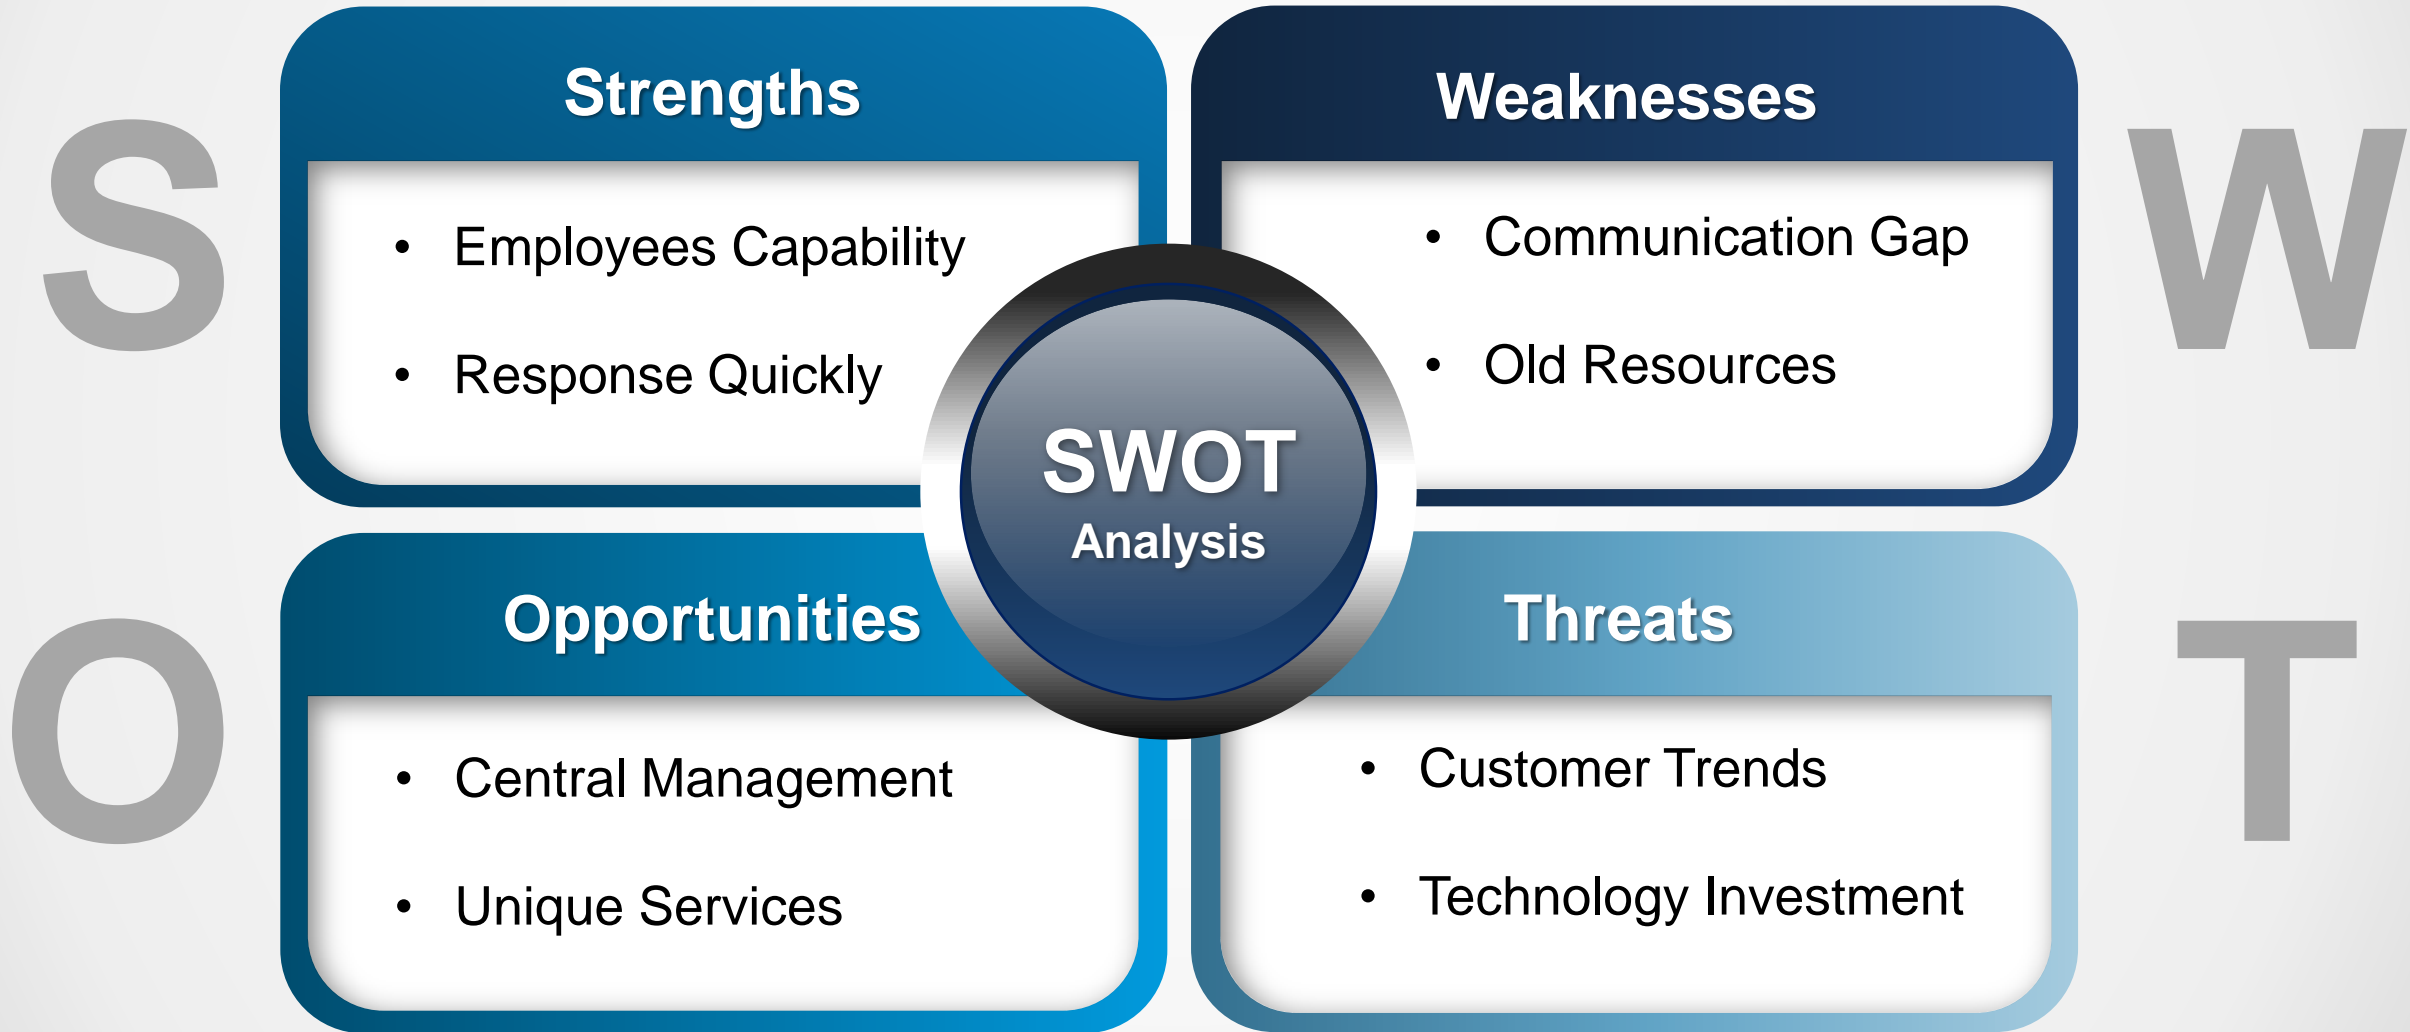 S
Strengths
• Employees Capability
• Response Quickly
W
Weaknesses
• Communication Gap
• Old Resources
SWOT
Analysis
O
Opportunities
• Central Management
• Unique Services
T
Threats
• Customer Trends
• Technology Investment